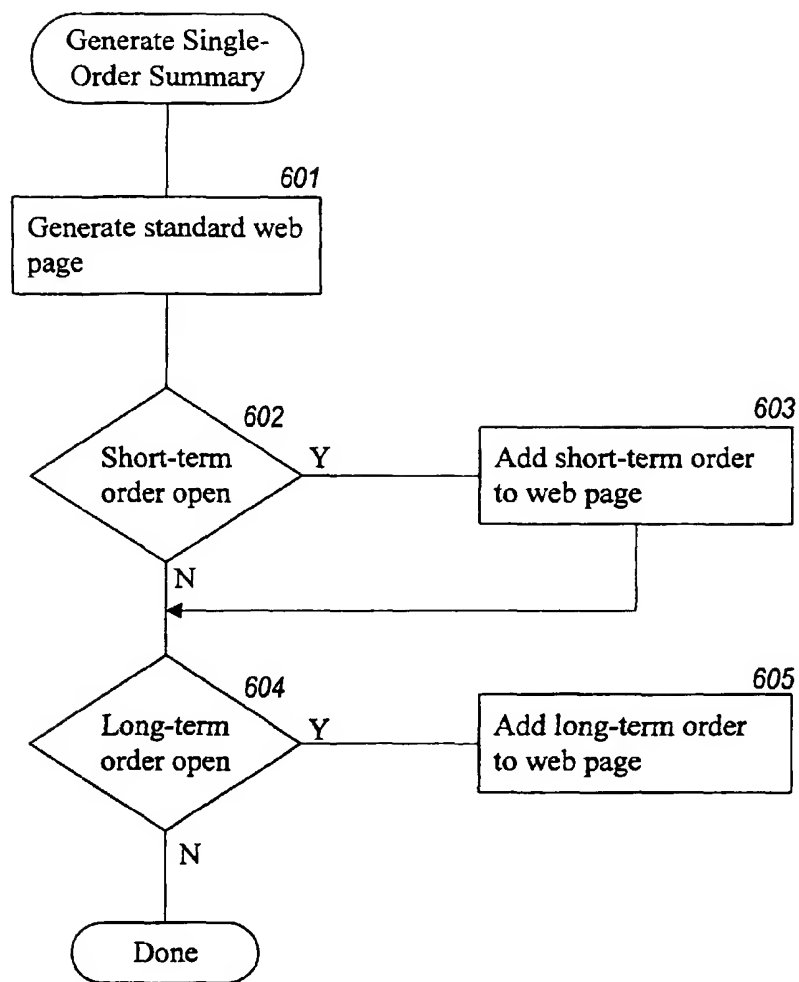 Generate Single-
Order Summary
601
Generate standard web
page
602
Short-term
order open
Y
N
603
Add short-term order
to web page
604
Long-term
order open
Y
N
605
Add long-term order
to web page
Done